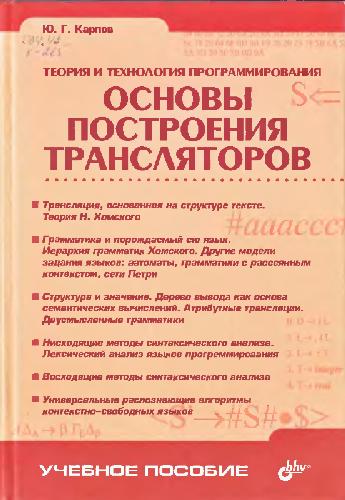 Ю. Г. Карпов
ТЕОРИЯ И ТЕХНОЛОГИЯ ПРОГРАММИРОВАНИЯ
ОСНОВЫ
ПОСТРОЕНИЯ
ТРАНСЛЯТОРОВ
S⇐
Трансляция, основанная на структуре текста.
Теория Н. Хомского
#aaaccc
Грамматика и порождаемый ею язык.
Иерархия грамматик Хомского. Другие модели
задания языков: автоматы, грамматики с рассеянным
контекстом, сети Петри
Структура и значение. Дерево вывода как основа
семантических вычислений. Атрибутные трансляции.
Двусмысленные грамматики
Нисходящие методы синтаксического анализа.
Лексический анализ языков программирования
Восходящие методы синтаксического анализа
Универсальные распознающие алгоритмы
контекстно-свободных языков
УЧЕБНОЕ ПОСОБИЕ
bhv